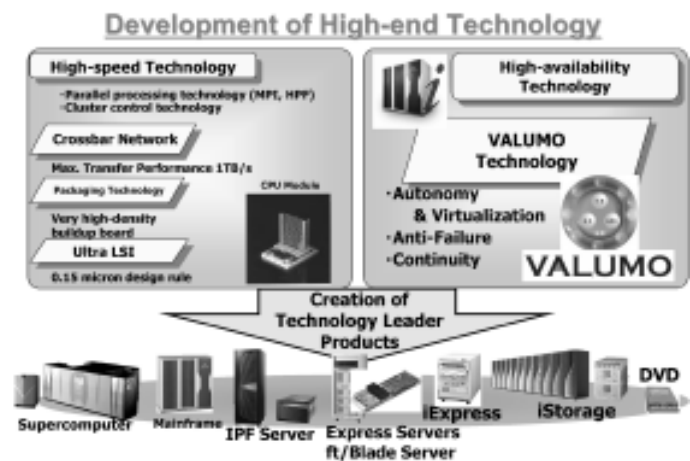 Development of High-end Technology
High-speed Technology
·Parallel processing technology (MPI, HPF)
·Cluster control technology
Crossbar Network
Max. Transfer Performance 1TB/s
Packaging Technology
CPU Module
Very high-density
buildup board
Ultra LSI
0.15 micron design rule
High-availability
Technology
VALUMO
Technology
·Autonomy
& Virtualization
·Anti-Failure
·Continuity
VALUMO
Creation of
Technology Leader
Products
Supercomputer
Mainframe
IPF Server
Express Servers
ft/Blade Server
iExpress
iStorage
DVD